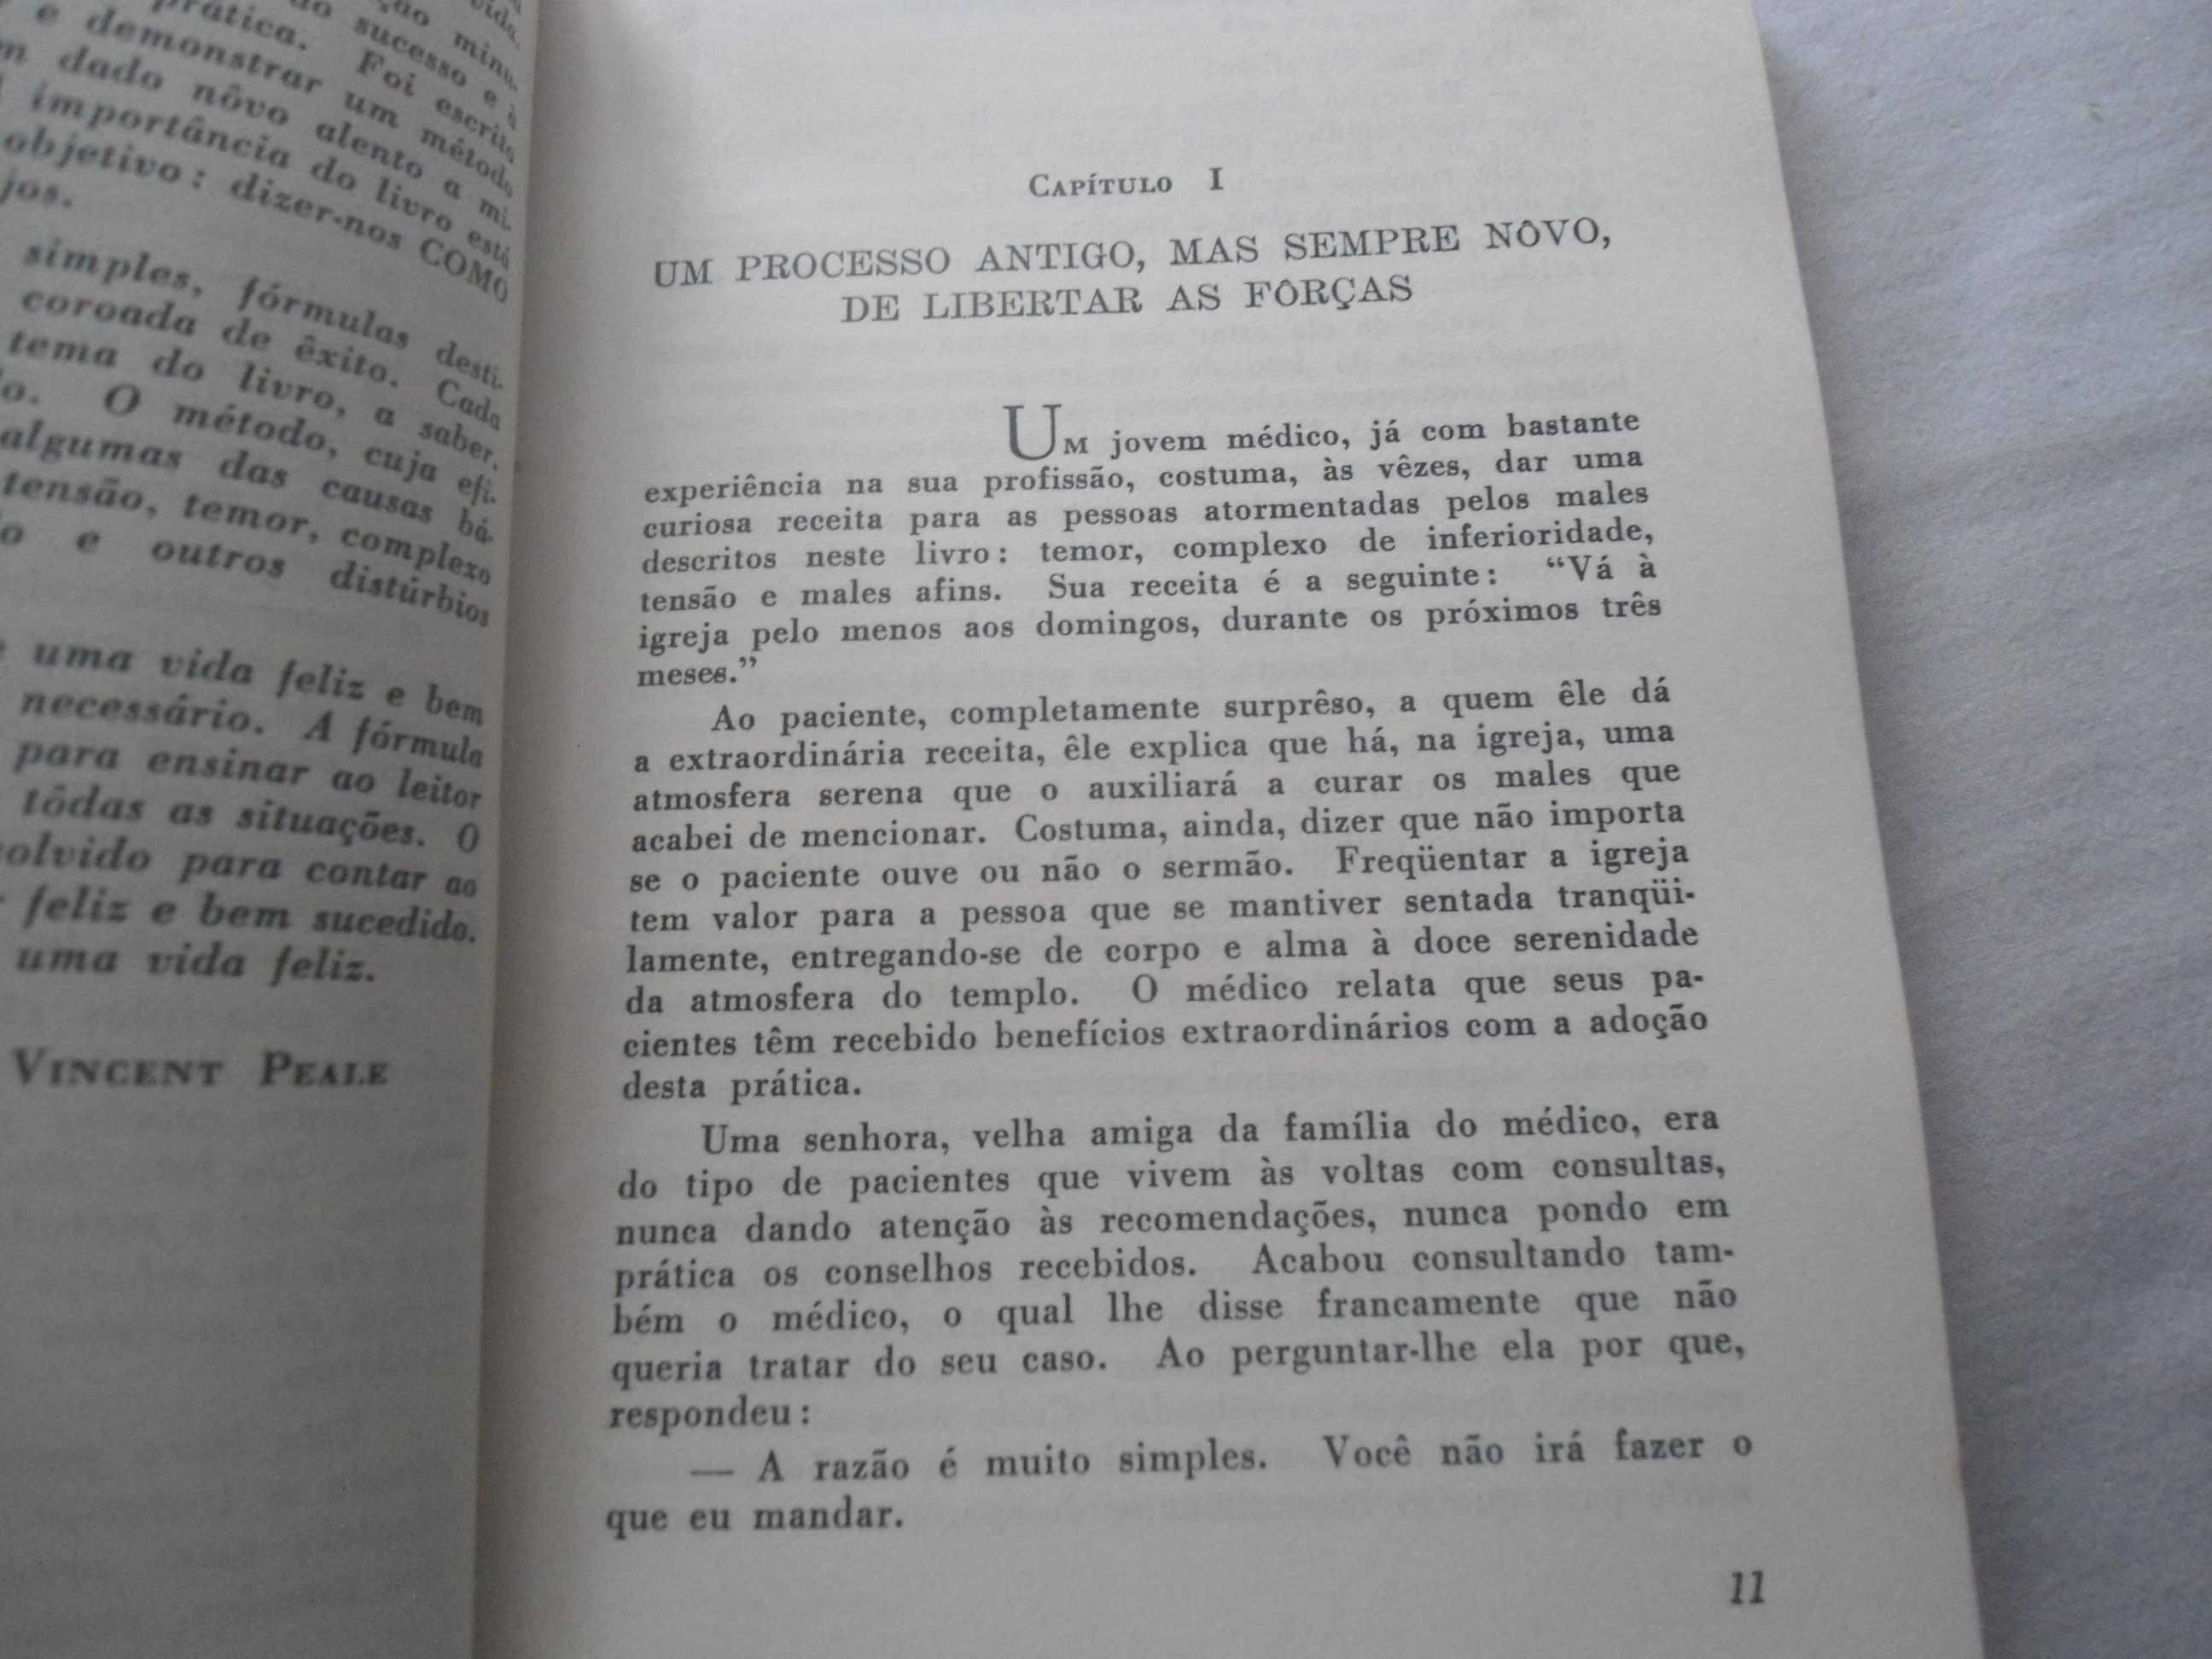 vida.
ção minu-
prática. do sucesso e à
e demonstrar Foi escrito
dado nôvo um método
importância alento a mi-
objetivo: do livro está
jos. dizer-nos COMO
simples, fórmulas desti-
coroada de êxito. Cada
tema do livro, a saber.
O método, cuja efi-
algumas das causas bá-
tensão, temor, complexo
e outros distúrbios
uma vida feliz e bem
necessário. A fórmula
para ensinar ao leitor
tôdas as situações. O
para contar ao
feliz e bem sucedido.
uma vida feliz.
VINCENT PEALE
CAPÍTULO I
UM PROCESSO ANTIGO, MAS SEMPRE NÔVO,
DE LIBERTAR AS FÔRÇAS
UM jovem médico, já com bastante
experiência na sua profissão, costuma, às vêzes, dar uma
curiosa receita para as pessoas atormentadas pelos males
descritos neste livro: temor, complexo de inferioridade,
tensão e males afins. Sua receita é a seguinte: “Vá à
igreja pelo menos aos domingos, durante os próximos três
meses.”
Ao paciente, completamente surprêso, a quem êle dá
a extraordinária receita, êle explica que há, na igreja, uma
atmosfera serena que o auxiliará a curar os males que
acabei de mencionar. Costuma, ainda, dizer que não importa
se o paciente ouve ou não o sermão. Freqüentar a igreja
tem valor para a pessoa que se mantiver sentada tranqüi-
lamente, entregando-se de corpo e alma à doce serenidade
da atmosfera do templo. O médico relata que seus pa-
cientes têm recebido benefícios extraordinários com a adoção
desta prática.
Uma senhora, velha amiga da família do médico, era
do tipo de pacientes que vivem às voltas com consultas,
nunca dando atenção às recomendações, nunca pondo em
prática os conselhos recebidos. Acabou consultando tam-
bém o médico, o qual lhe disse francamente que não
queria tratar do seu caso. Ao perguntar-lhe ela por que,
respondeu:
— A razão é muito simples. Você não irá fazer o
que eu mandar.
11